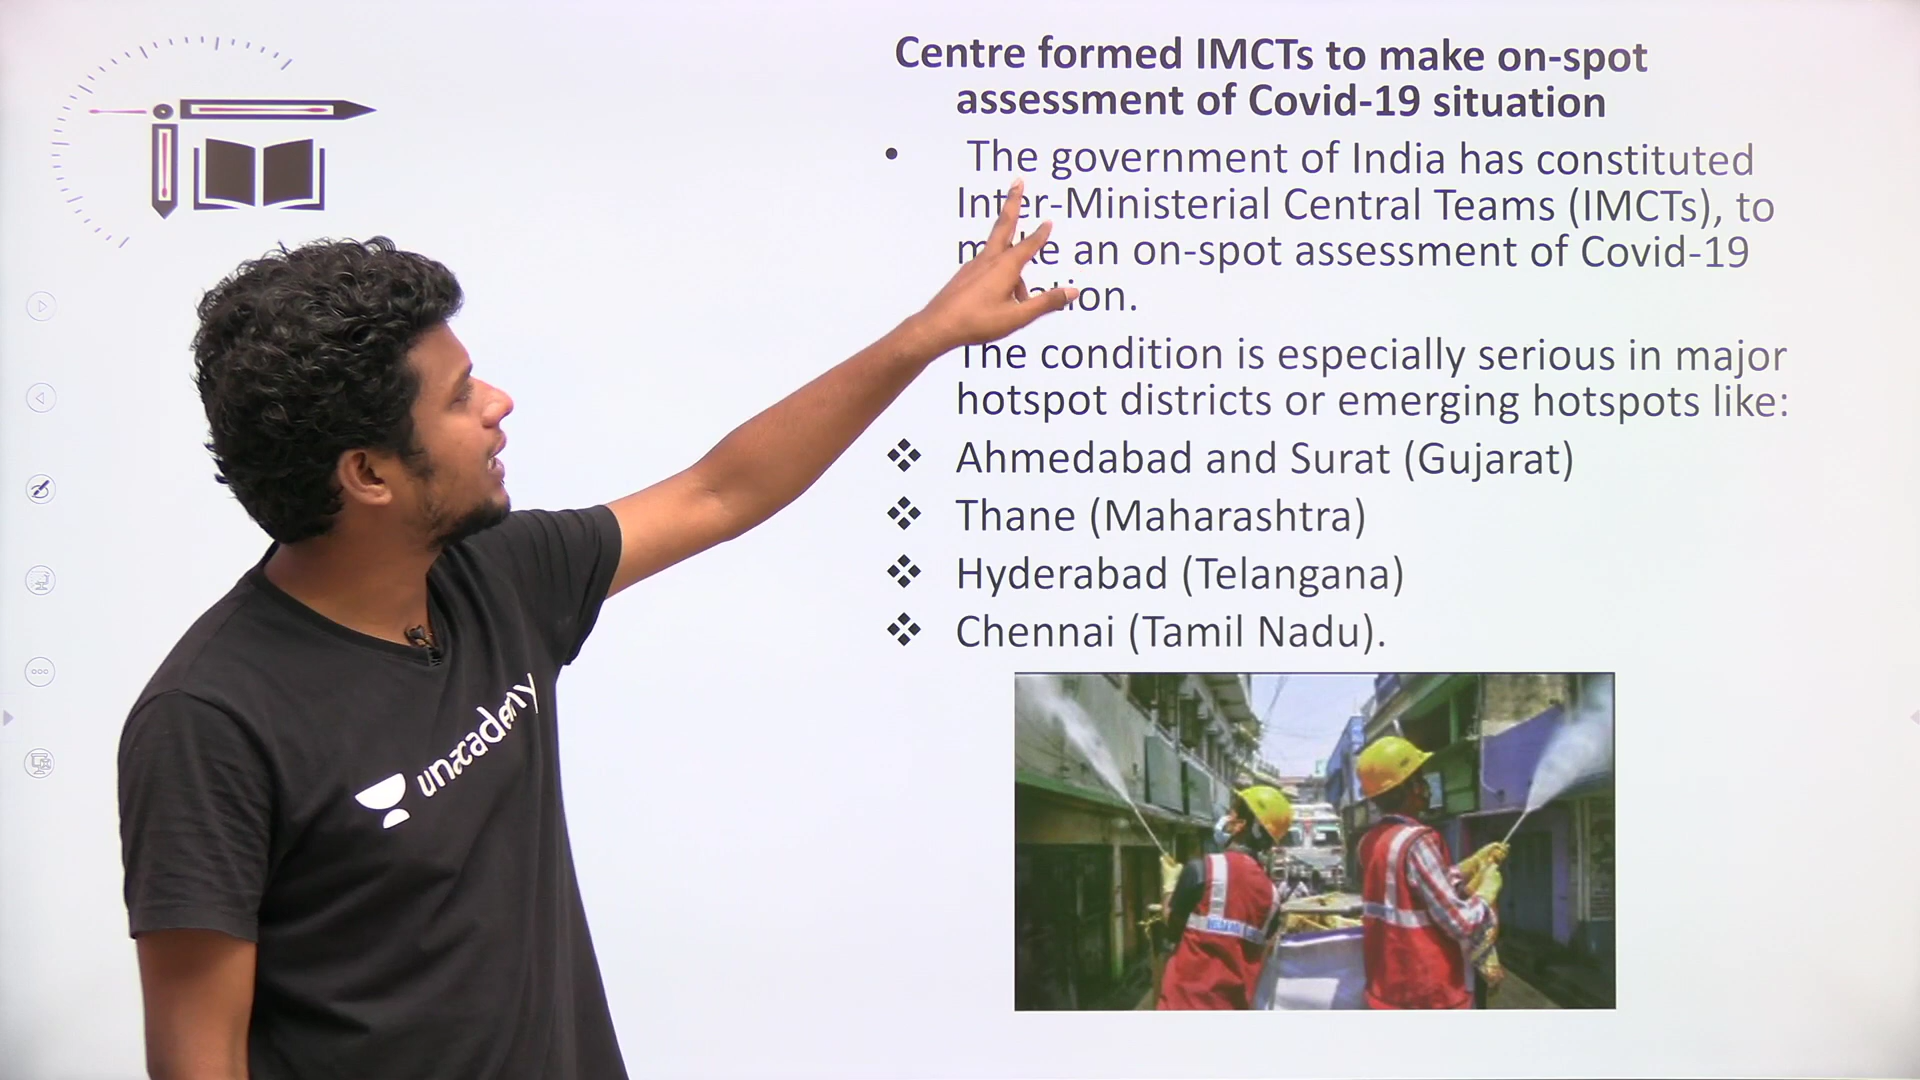 Centre formed IMCTs to make on-spot
assessment of Covid-19 situation
• The government of India has constituted
Inter-Ministerial Central Teams (IMCTs), to
make an on-spot assessment of Covid-19
The condition is especially serious in major
hotspot districts or emerging hotspots like:
❖ Ahmedabad and Surat (Gujarat)
❖ Thane (Maharashtra)
❖ Hyderabad (Telangana)
❖ Chennai (Tamil Nadu).
unacademy